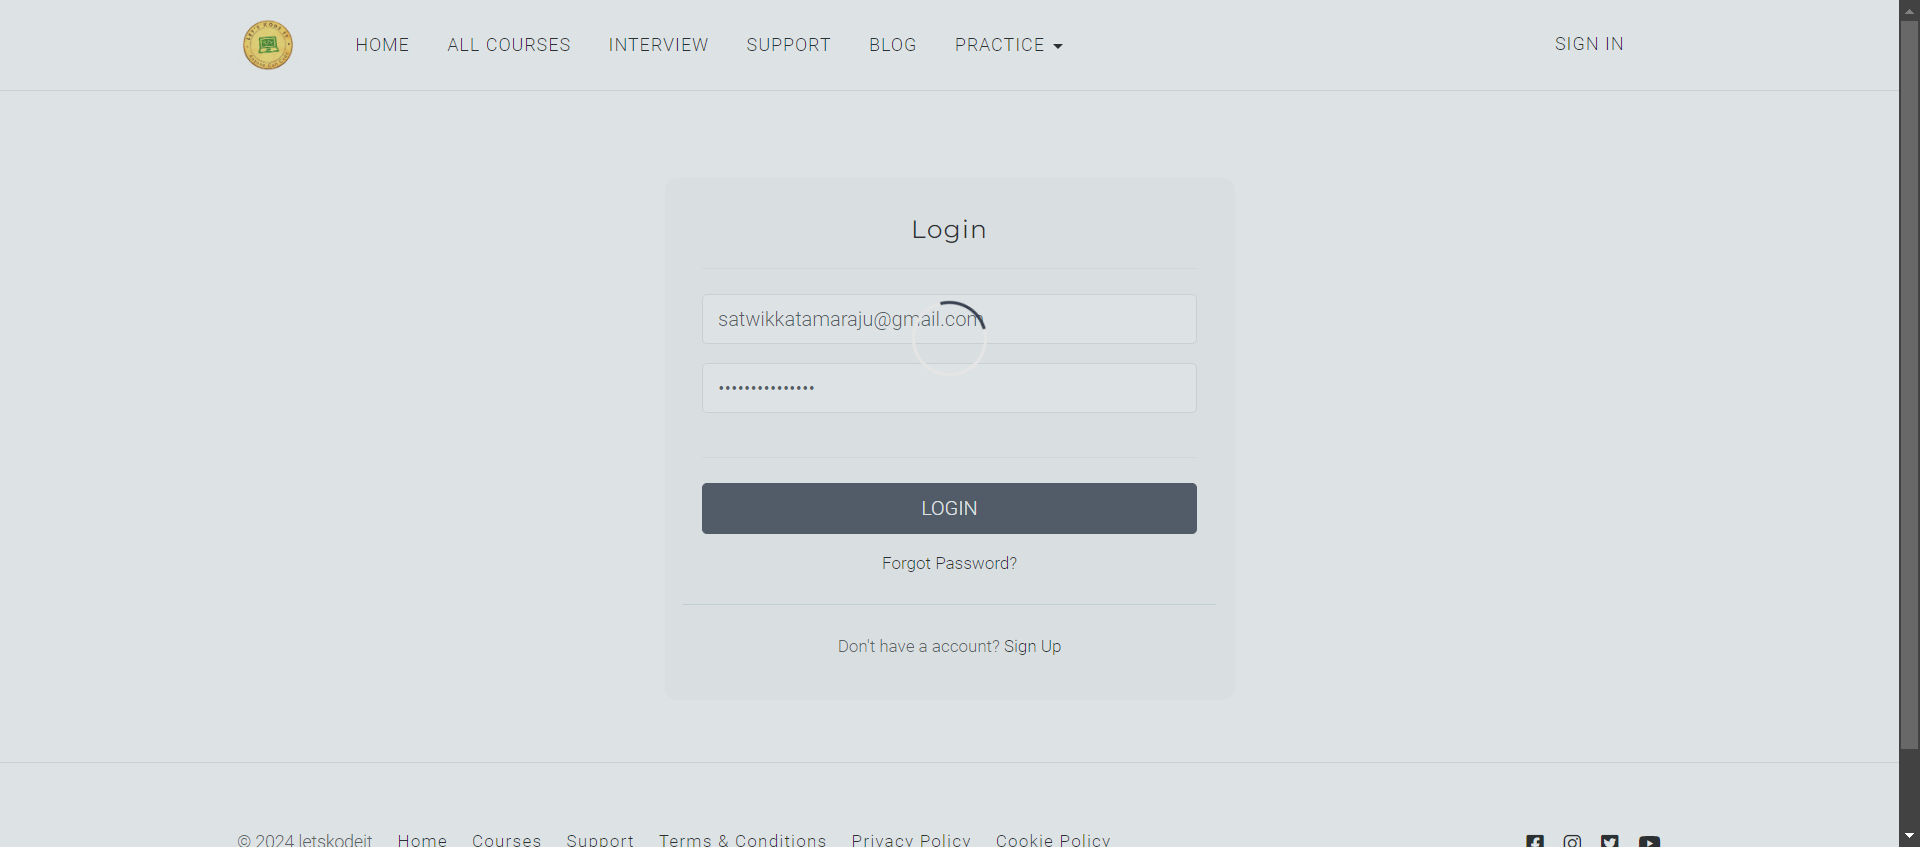 HOME ALL COURSES INTERVIEW SUPPORT BLOG PRACTICE SIGN IN
Login
satwikkatamaraju@gmail.com
•••••••••••••••
LOGIN
Forgot Password?
Don't have a account? Sign Up
© 2024 letskodeit Home Courses Support Terms & Conditions Privacy Policy Cookie Policy